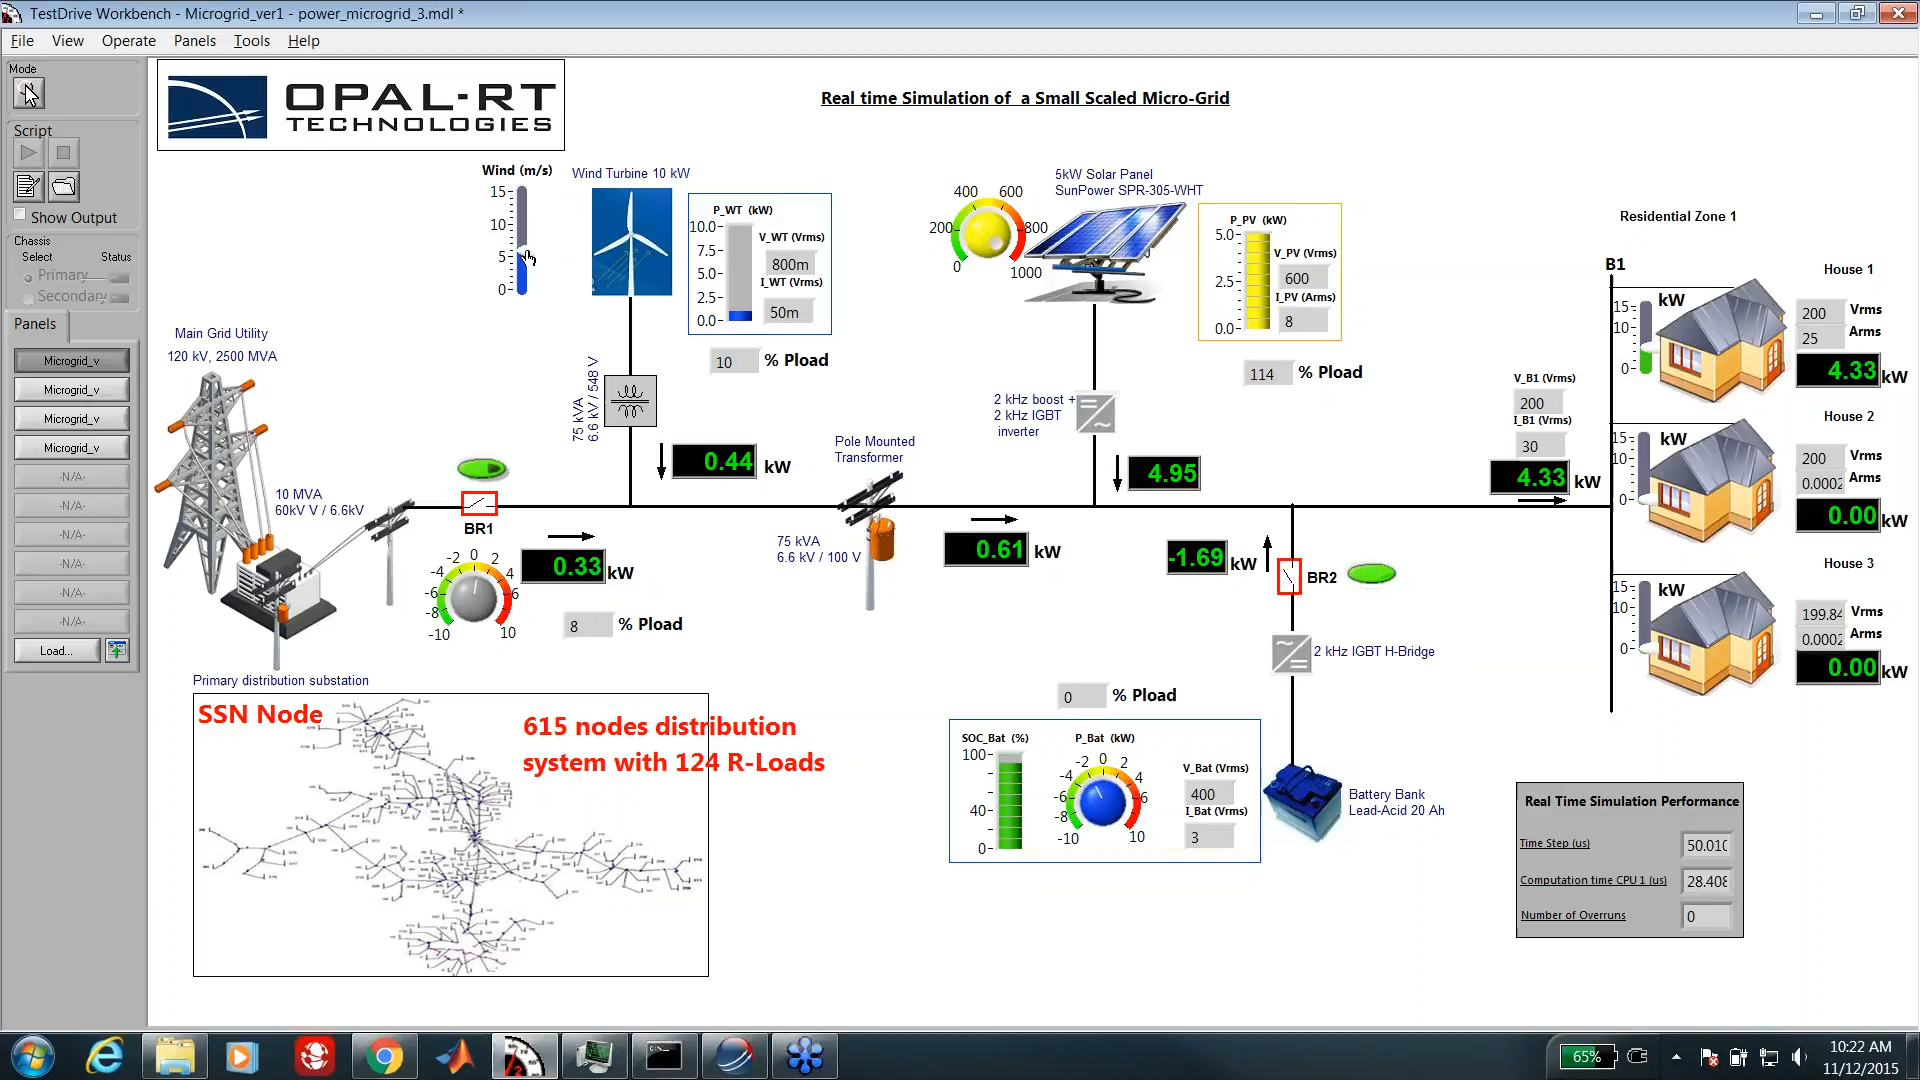 TestDrive Workbench - Microgrid_ver1 - power_microgrid_3.mdl *
File View Operate Panels Tools Help
Mode
Script
Show Output
Chassis
Select Status
Primary
Secondary
Panels
Microgrid_v
Microgrid_v
Microgrid_v
Microgrid_v
-N/A-
-N/A-
-N/A-
-N/A-
-N/A-
-N/A-
Load...
OPAL-RT
TECHNOLOGIES
Real time Simulation of a Small Scaled Micro-Grid
Wind (m/s)
15
10
5
0
Wind Turbine 10 kW
P_WT (kW)
10.0
7.5
5.0
2.5
0.0
V_WT (Vrms)
800m
I_WT (Vrms)
50m
10 % Pload
400 600
200 800
0 1000
5kW Solar Panel
SunPower SPR-305-WHT
P_PV (kW)
5.0
2.5
0.0
V_PV (Vrms)
600
I_PV (Arms)
8
114 % Pload
Residential Zone 1
B1
House 1
kW
15
10
0
200 Vrms
25 Arms
4.33 kW
House 2
kW
15
10
0
200 Vrms
0.0002 Arms
0.00 kW
House 3
kW
15
10
0
199.84 Vrms
0.0002 Arms
0.00 kW
V_B1 (Vrms)
200
I_B1 (Vrms)
30
4.33 kW
Main Grid Utility
120 kV, 2500 MVA
10 MVA
60kV V / 6.6kV
75 kVA
6.6 kV / 548 V
0.44 kW
BR1
0.33 kW
-2 0 2
-4 4
-6 6
-8
-10 10
8 % Pload
Pole Mounted
Transformer
75 kVA
6.6 kV / 100 V
2 kHz boost +
2 kHz IGBT
inverter
4.95
0.61 kW
-1.69 kW
BR2
2 kHz IGBT H-Bridge
0 % Pload
SOC_Bat (%)
100
40
0
P_Bat (kW)
-2 0 2
-4 4
-6 6
-8
-10 10
V_Bat (Vrms)
400
I_Bat (Vrms)
3
Battery Bank
Lead-Acid 20 Ah
Primary distribution substation
SSN Node
615 nodes distribution
system with 124 R-Loads
Real Time Simulation Performance
Time Step (us) 50.010
Computation time CPU 1 (us) 28.408
Number of Overruns 0
65%
10:22 AM
11/12/2015